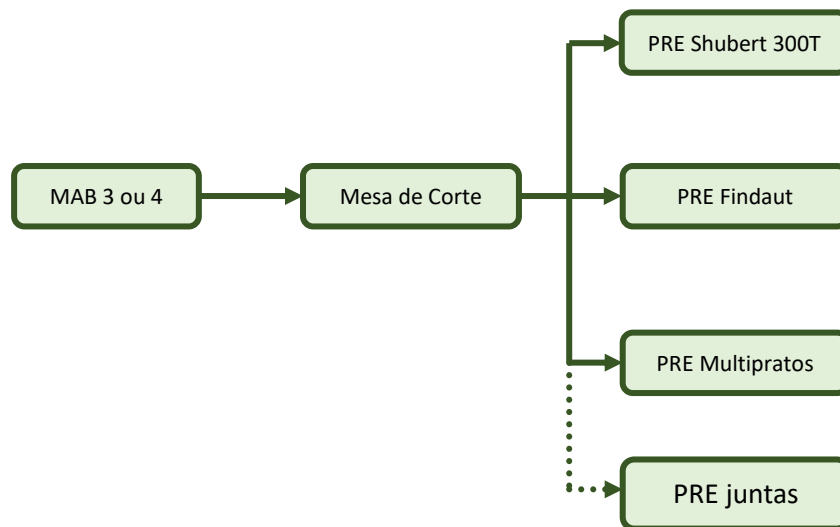 PRE Shubert 300T
MAB 3 ou 4
Mesa de Corte
PRE Findaut
PRE Multipratos
PRE juntas